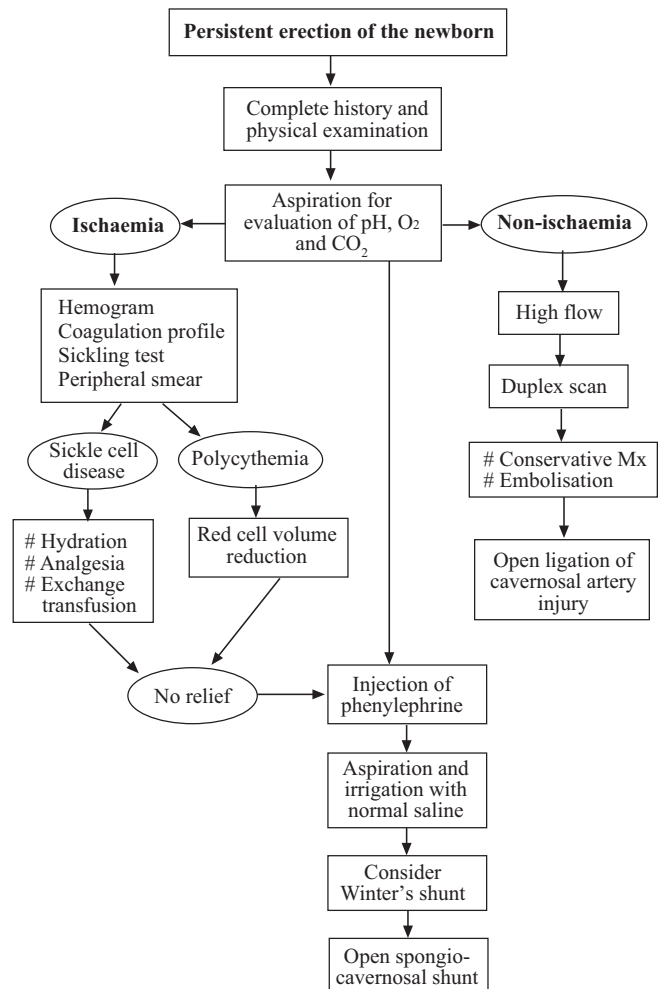 Persistent erection of the newborn
Complete history and
physical examination
Aspiration for
evaluation of pH, O₂
and CO₂
Ischaemia
Non-ischaemia
Hemogram
Coagulation profile
Sickling test
Peripheral smear
High flow
Duplex scan
Sickle cell
disease
Polycythemia
# Conservative Mx
# Embolisation
# Hydration
# Analgesia
# Exchange
transfusion
Red cell volume
reduction
Open ligation of
cavernosal artery
injury
No relief
Injection of
phenylephrine
Aspiration and
irrigation with
normal saline
Consider
Winter's shunt
Open spongio-
cavernosal shunt